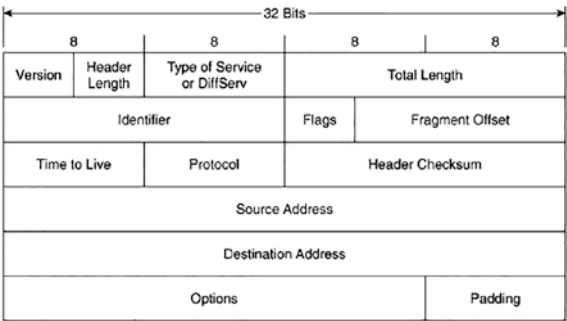 32 Bits
8 8 8 8
Version Header Length Type of Service or DiffServ Total Length
Identifier Flags Fragment Offset
Time to Live Protocol Header Checksum
Source Address
Destination Address
Options Padding